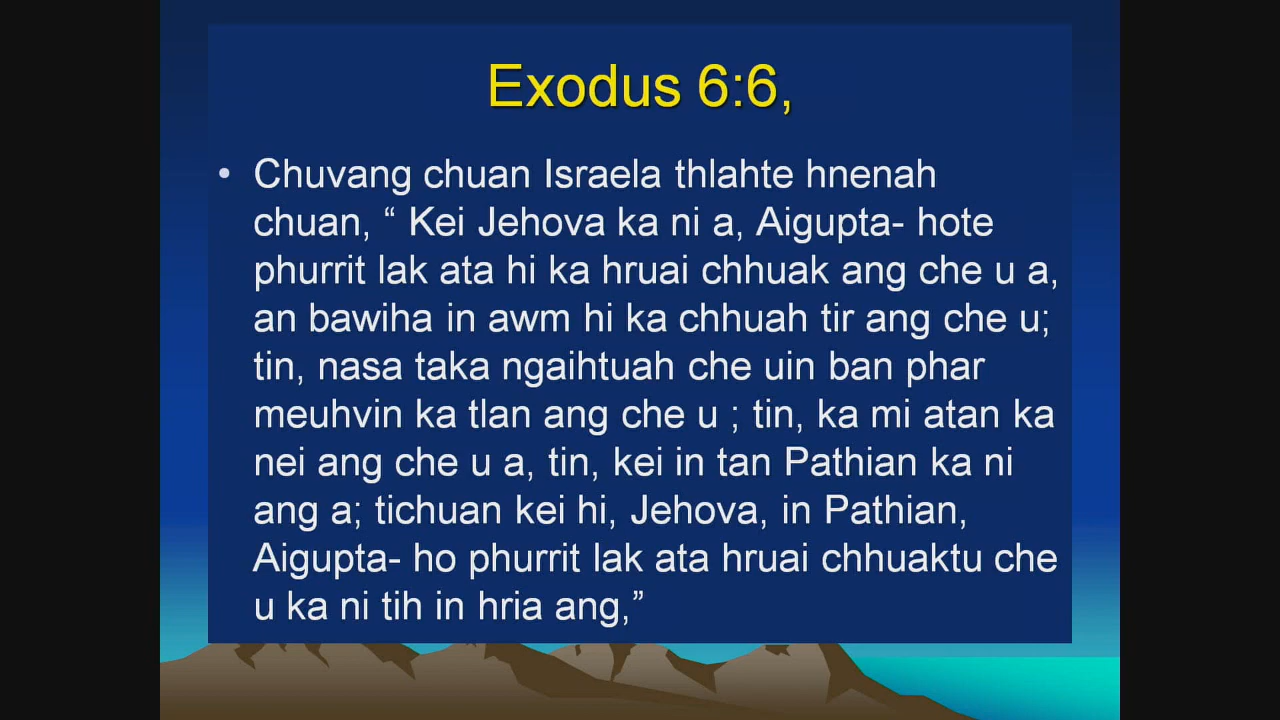 Exodus 6:6,
• Chuvang chuan Israela thlahte hnenah
chuan, “ Kei Jehova ka ni a, Aigupta- hote
phurrit lak ata hi ka hruai chhuak ang che u a,
an bawiha in awm hi ka chhuah tir ang che u;
tin, nasa taka ngaihtuah che uin ban phar
meuhvin ka tlan ang che u ; tin, ka mi atan ka
nei ang che u a, tin, kei in tan Pathian ka ni
ang a; tichuan kei hi, Jehova, in Pathian,
Aigupta- ho phurrit lak ata hruai chhuaktu che
u ka ni tih in hria ang,”